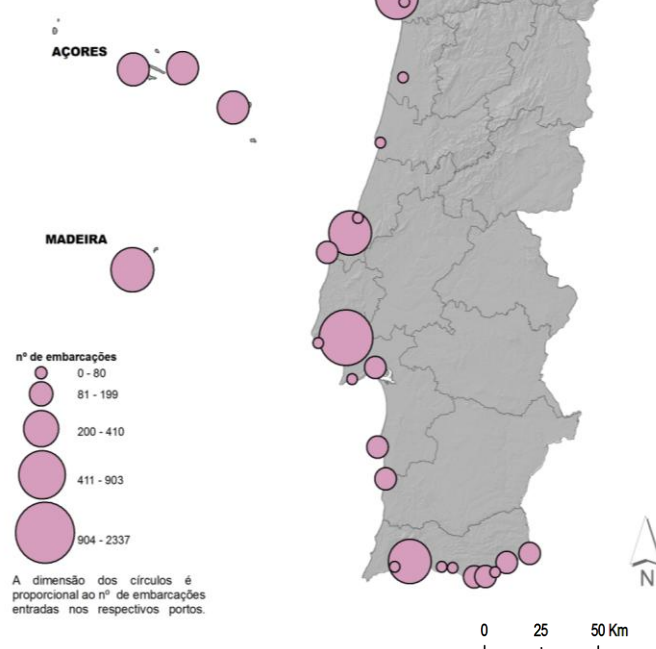 0
AÇORES
MADEIRA
nº de embarcações
0 - 80
81 - 199
200 - 410
411 - 903
904 - 2337
A dimensão dos círculos é
proporcional ao nº de embarcações
entradas nos respectivos portos.
N
0 25 50 Km